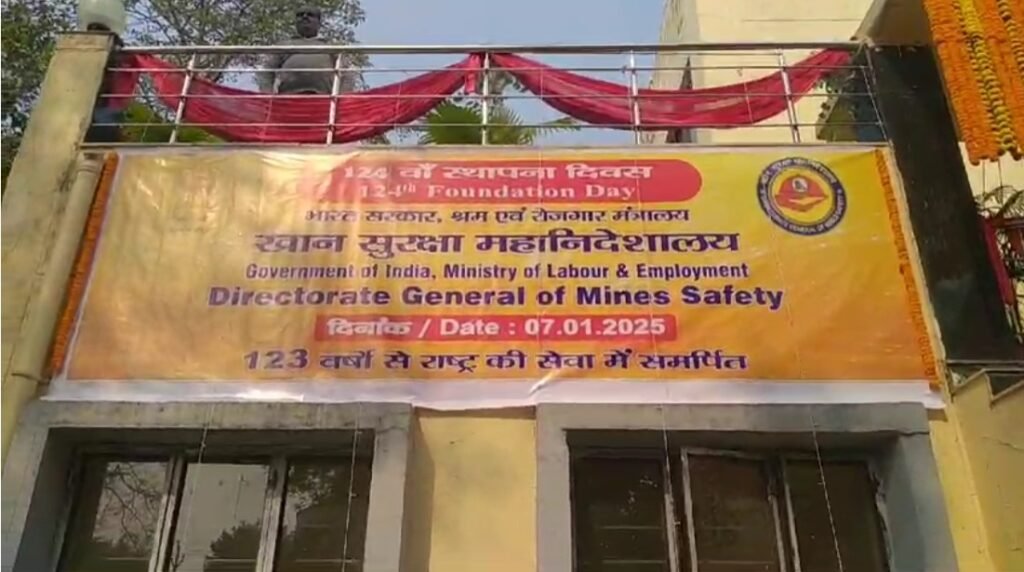 124 वाँ स्थापना दिवस
124th Foundation Day
भारत सरकार, श्रम एवं रोजगार मंत्रालय
खान सुरक्षा महानिदेशालय
Government of India, Ministry of Labour & Employment
Directorate General of Mines Safety
दिनांक / Date : 07.01.2025
123 वर्षो से राष्ट्र की सेवा में समर्पित